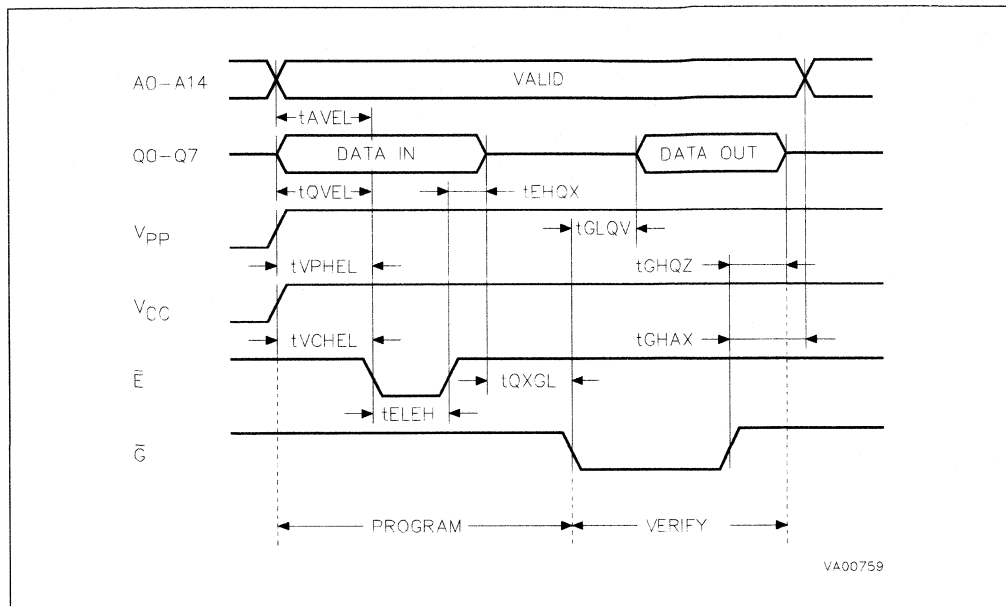 A0-A14
VALID
tAVEL
Q0-Q7
DATA IN
DATA OUT
tQVEL
tEHQX
VPP
tGLQV
tVPHEL
tGHQZ
VCC
tVCHEL
tGHAX
Ē
tQXGL
tELEH
Ḡ
PROGRAM
VERIFY
VA00759